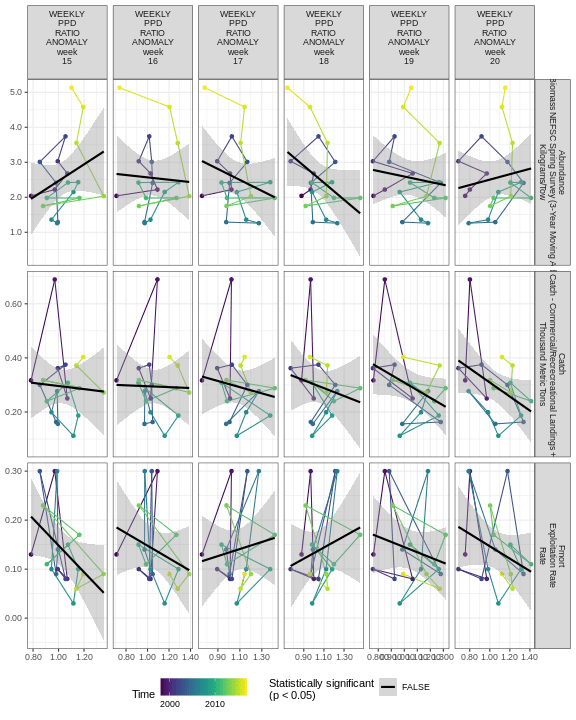 WEEKLY
PPD
RATIO
ANOMALY
week
15
WEEKLY
PPD
RATIO
ANOMALY
week
16
WEEKLY
PPD
RATIO
ANOMALY
week
17
WEEKLY
PPD
RATIO
ANOMALY
week
18
WEEKLY
PPD
RATIO
ANOMALY
week
19
WEEKLY
PPD
RATIO
ANOMALY
week
20
5.0
4.0
3.0
2.0
1.0
Abundance
Biomass NEFSC Spring Survey (3-Year Moving A
Kilograms/Tow
0.60
0.40
0.20
Catch
Catch - Commercial/Recreational Landings +
Thousand Metric Tons
0.30
0.20
0.10
0.00
Fmort
Exploitation Rate
Rate
0.80 1.00 1.20
0.80 1.00 1.20 1.40
0.90 1.10 1.30
0.90 1.10 1.30
0.80 1.00 1.20 1.40
Time
2000 2010
Statistically significant
(p < 0.05)
FALSE